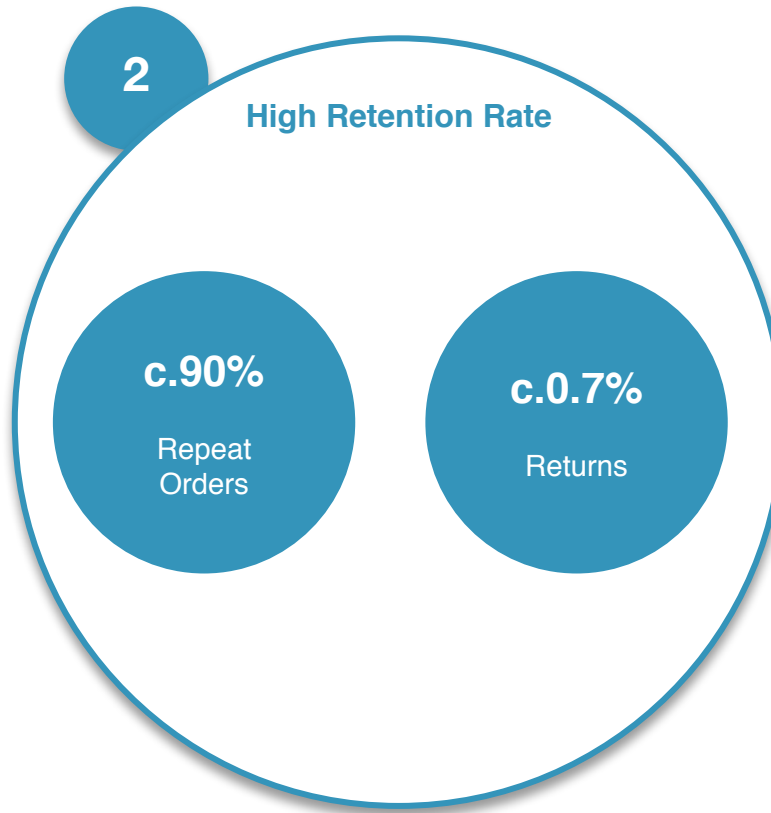 2
High Retention Rate
c.90%
Repeat
Orders
c.0.7%
Returns